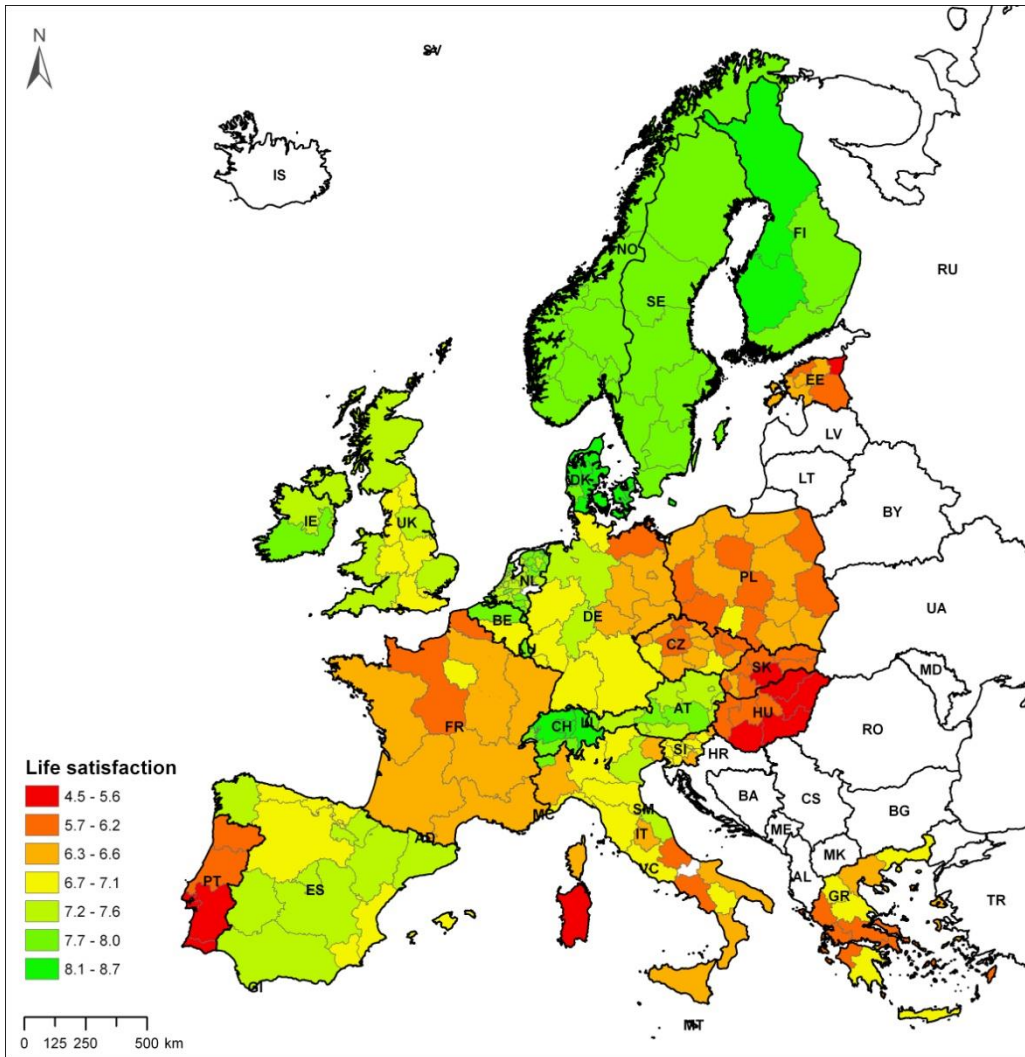 N
SV
IS
NO
FI
RU
SE
EE
LV
DK
LT
IE
UK
BY
NL
PL
BE
DE
UA
LU
CZ
SK
MD
FR
CH
LI
AT
HU
RO
SI
HR
Life satisfaction
4.5 - 5.6
5.7 - 6.2
6.3 - 6.6
6.7 - 7.1
7.2 - 7.6
7.7 - 8.0
8.1 - 8.7
MC
SM
BA
CS
BG
AD
IT
ME
VC
MK
PT
ES
AL
GR
TR
GI
MT
0 125 250 500 km